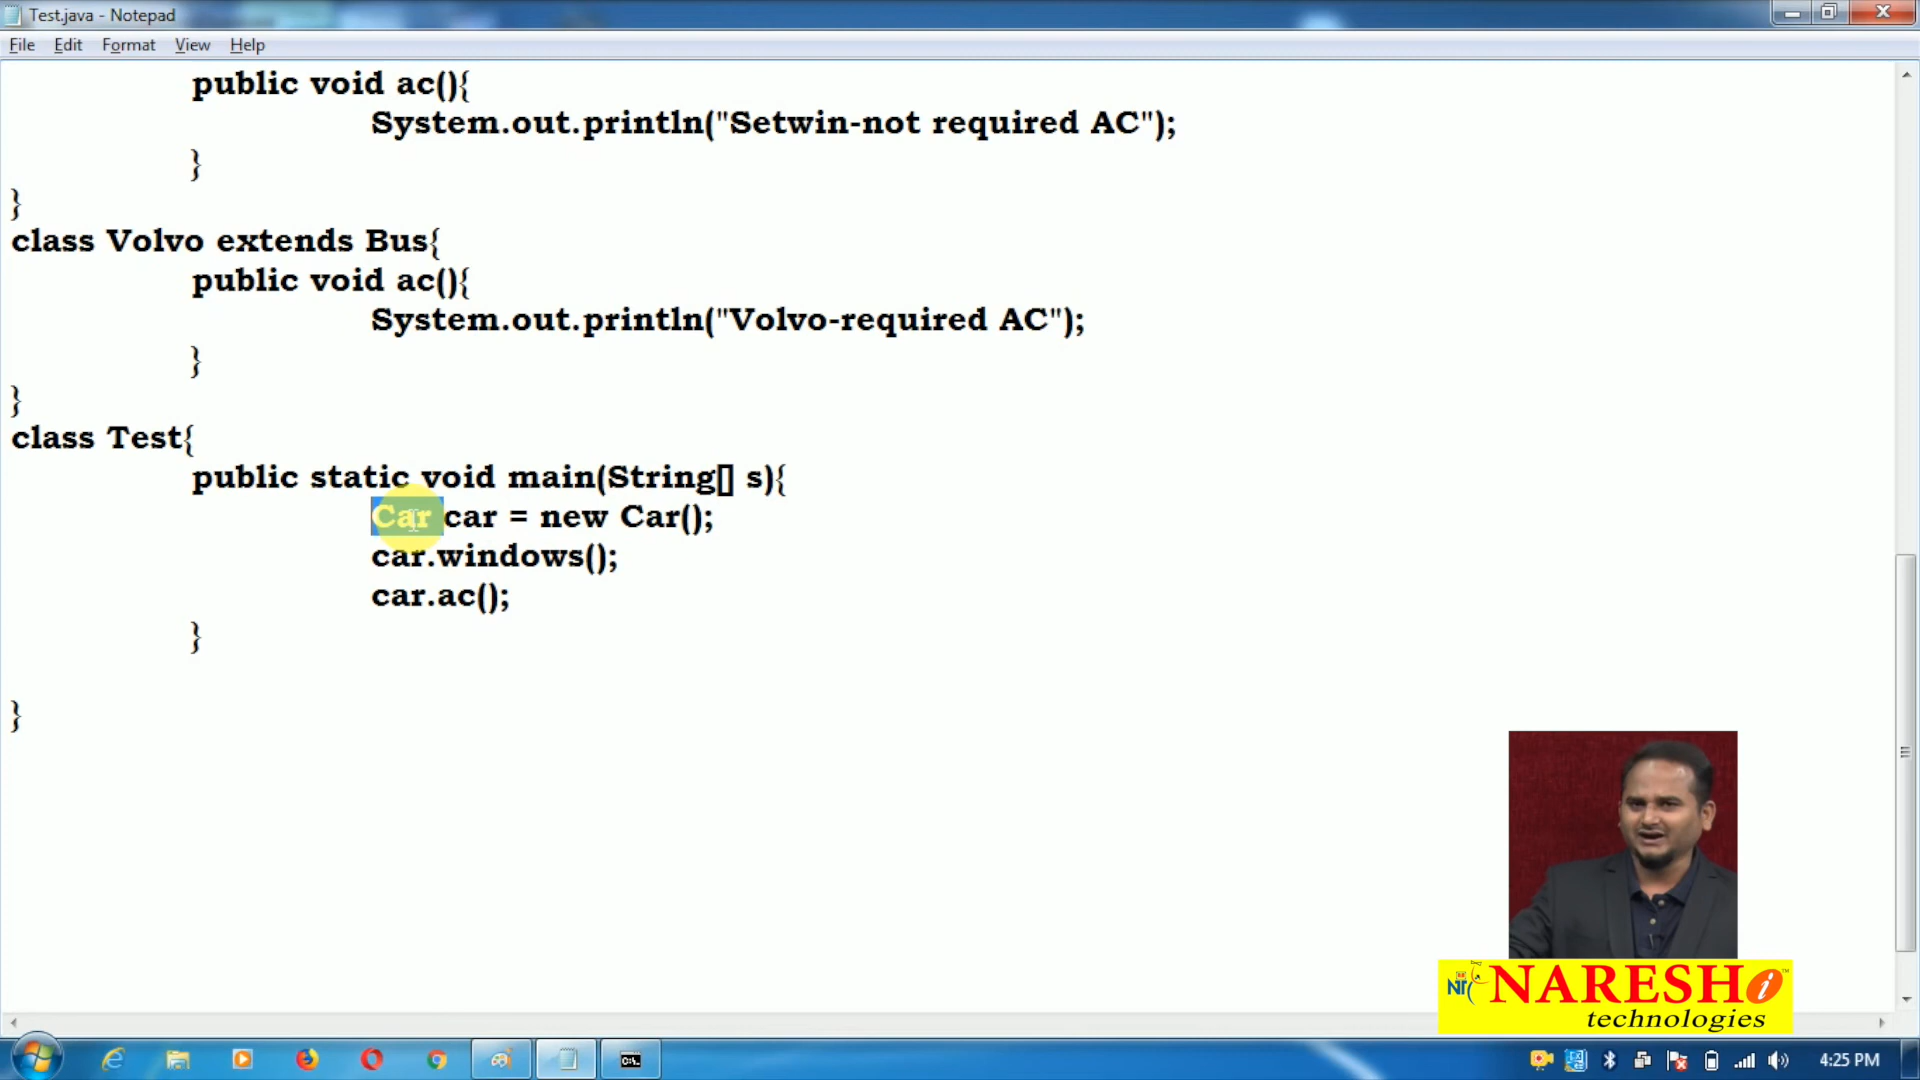 Test.java - Notepad
File Edit Format View Help
public void ac(){
System.out.println("Setwin-not required AC");
}
}
class Volvo extends Bus{
public void ac(){
System.out.println("Volvo-required AC");
}
}
class Test{
public static void main(String[] s){
Car car = new Car();
car.windows();
car.ac();
}
}
NARESHi
technologies
4:25 PM